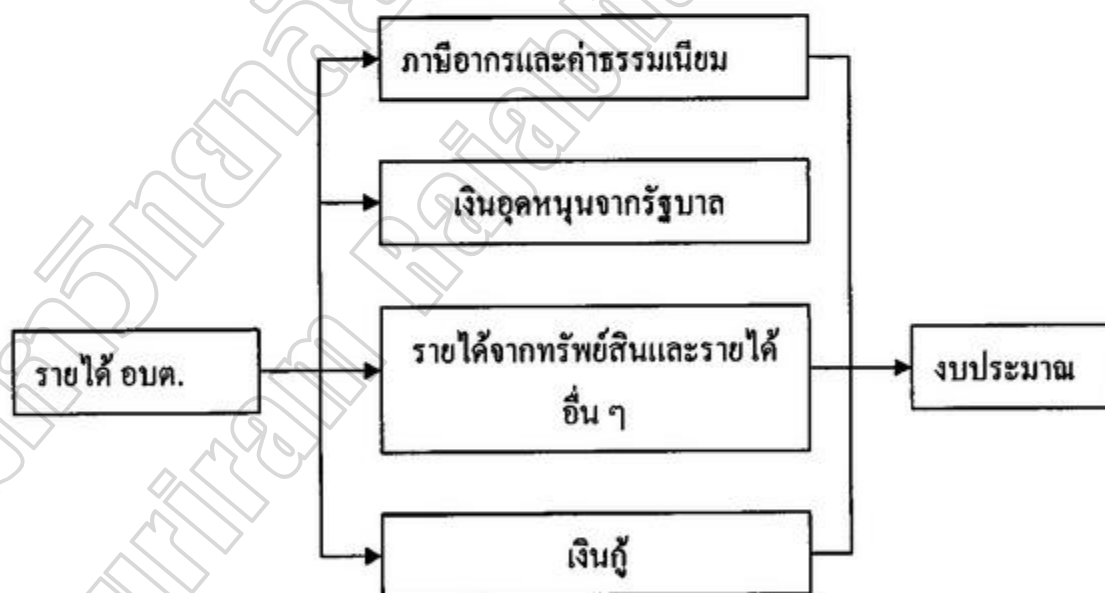 ภาษีอากรและค่าธรรมเนียม
เงินอุดหนุนจากรัฐบาล
รายได้ อบต.
รายได้จากทรัพย์สินและรายได้
อื่น ๆ
งบประมาณ
เงินกู้
Buriram Rajabh